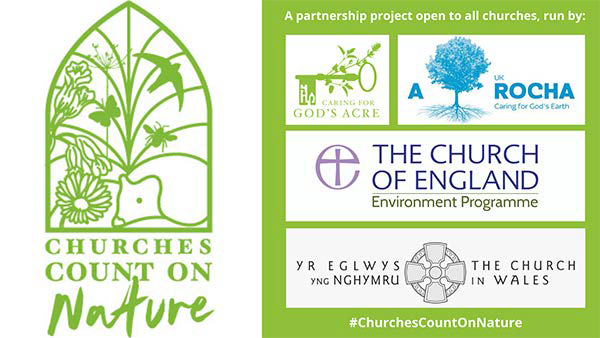 CHURCHES
COUNT ON
Nature
A partnership project open to all churches, run by:
CARING FOR
GOD'S ACRE
A ROCHA
UK
Caring for God's Earth
THE CHURCH
OF ENGLAND
Environment Programme
YR EGLWYS
YNG NGHYMRU
THE CHURCH
IN WALES
#ChurchesCountOnNature